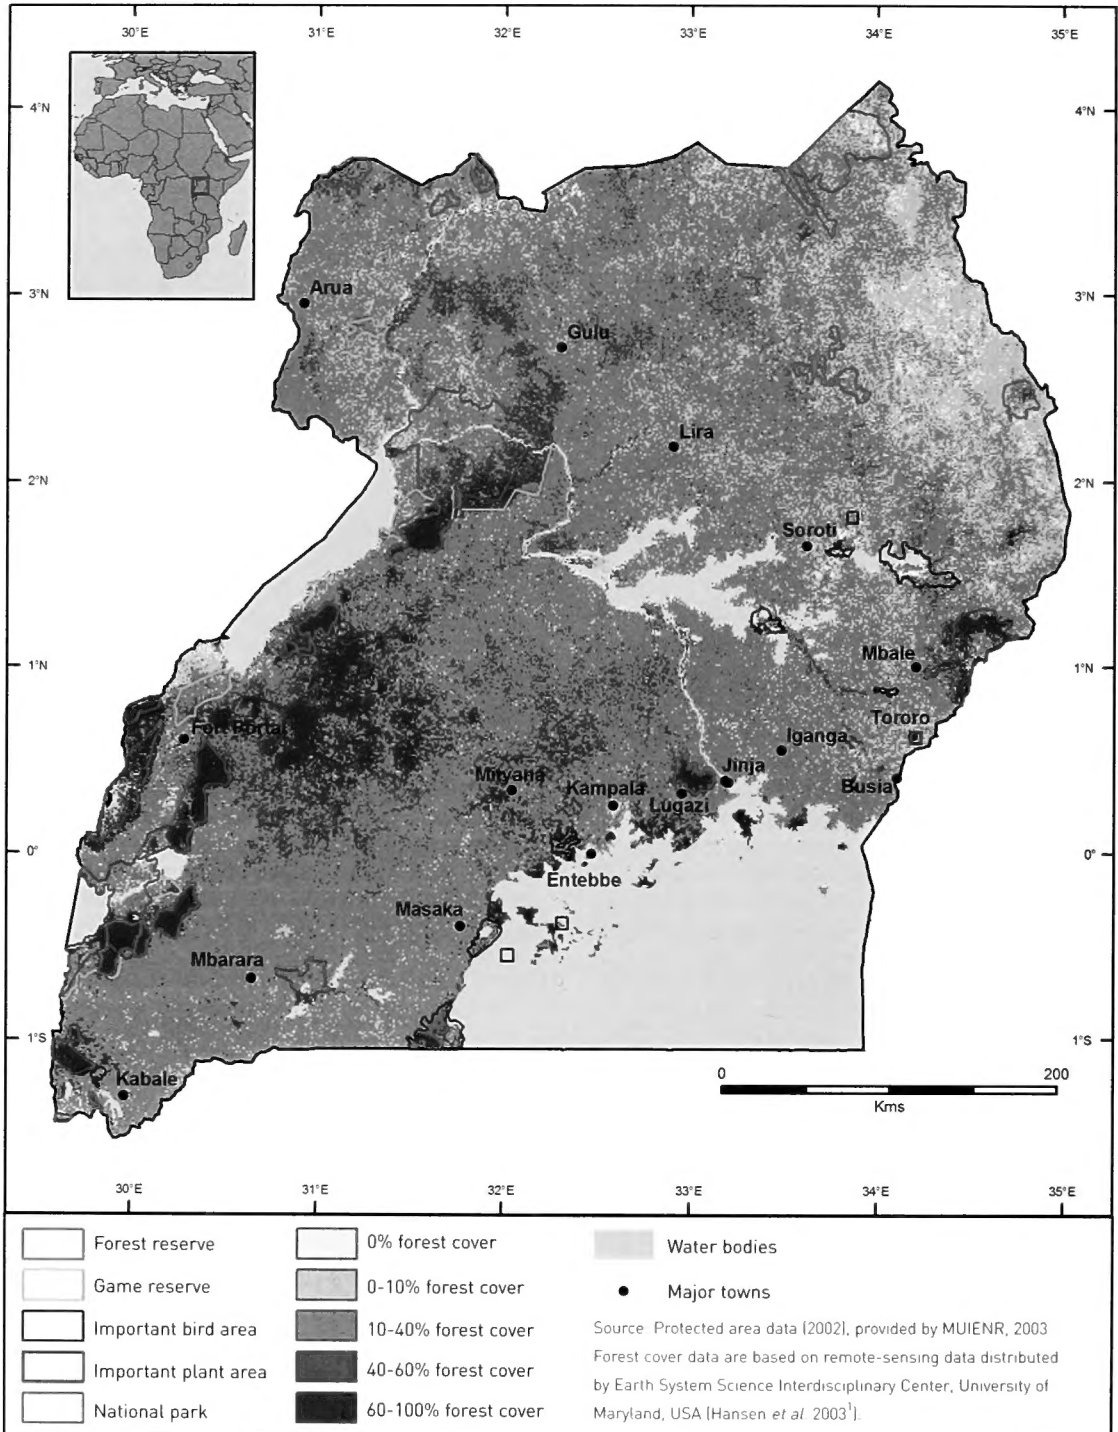 30°E 31°E 32°E 33°E 34°E 35°E
4°N 4°N
Arua
3°N 3°N
Gulu
Lira
2°N 2°N
Soroti
1°N 1°N
Mbale
Fort Portal
Tororo
Iganga
Mityana
Kampala
Jinja
Lugazi
Busia
0° 0°
Entebbe
Masaka
Mbarara
1°S 1°S
Kabale
0 200
Kms
30°E 31°E 32°E 33°E 34°E 35°E
Forest reserve
Game reserve
Important bird area
Important plant area
National park
0% forest cover
0-10% forest cover
10-40% forest cover
40-60% forest cover
60-100% forest cover
Water bodies
Major towns
Source Protected area data (2002), provided by MUIENR, 2003
Forest cover data are based on remote-sensing data distributed
by Earth System Science Interdisciplinary Center, University of
Maryland, USA (Hansen et al. 2003¹).